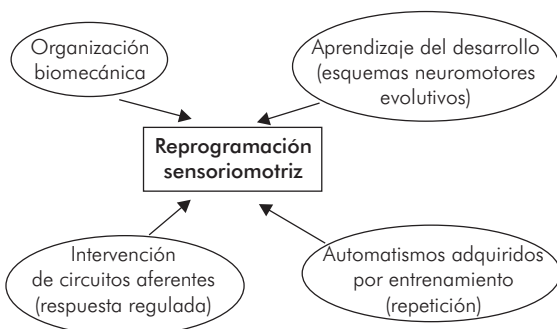 Organización
biomecánica
Aprendizaje del desarrollo
(esquemas neuromotores
evolutivos)
Reprogramación
sensoriomotriz
Intervención
de circuitos aferentes
(respuesta regulada)
Automatismos adquiridos
por entrenamiento
(repetición)